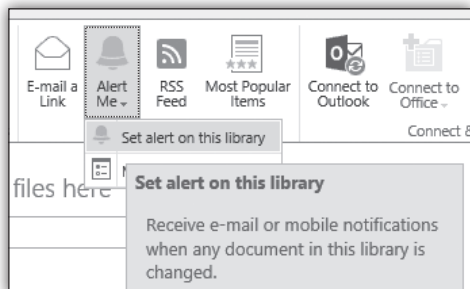 E-mail a Link
Alert Me
RSS Feed
Most Popular Items
Connect to Outlook
Connect to Office
Connect &
Set alert on this library
files here
Set alert on this library
Receive e-mail or mobile notifications
when any document in this library is
changed.